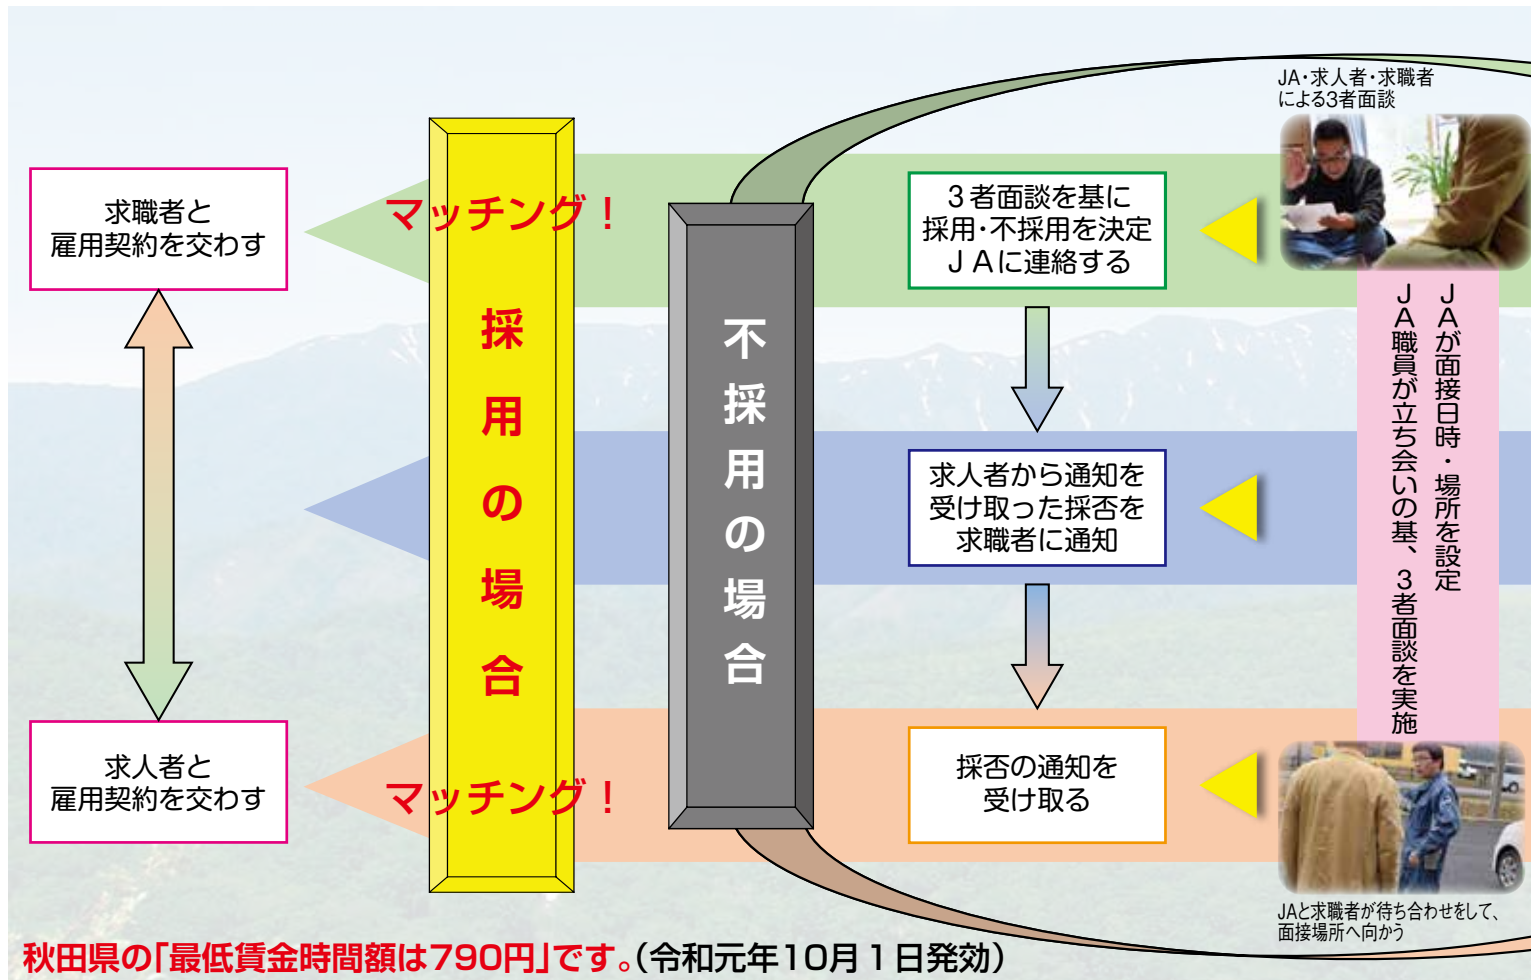 JA・求人者・求職者
による3者面談
JAが面接日時・場所を設定
JA職員が立ち会いの基、3者面談を実施
JAと求職者が待ち合わせをして、
面接場所へ向かう
3者面談を基に
採用・不採用を決定
JAに連絡する
求人者から通知を
受け取った採否を
求職者に通知
採否の通知を
受け取る
不採用の場合
マッチング！
採用の場合
マッチング！
求職者と
雇用契約を交わす
求人者と
雇用契約を交わす
秋田県の「最低賃金時間額は790円」です。（令和元年10月1日発効）